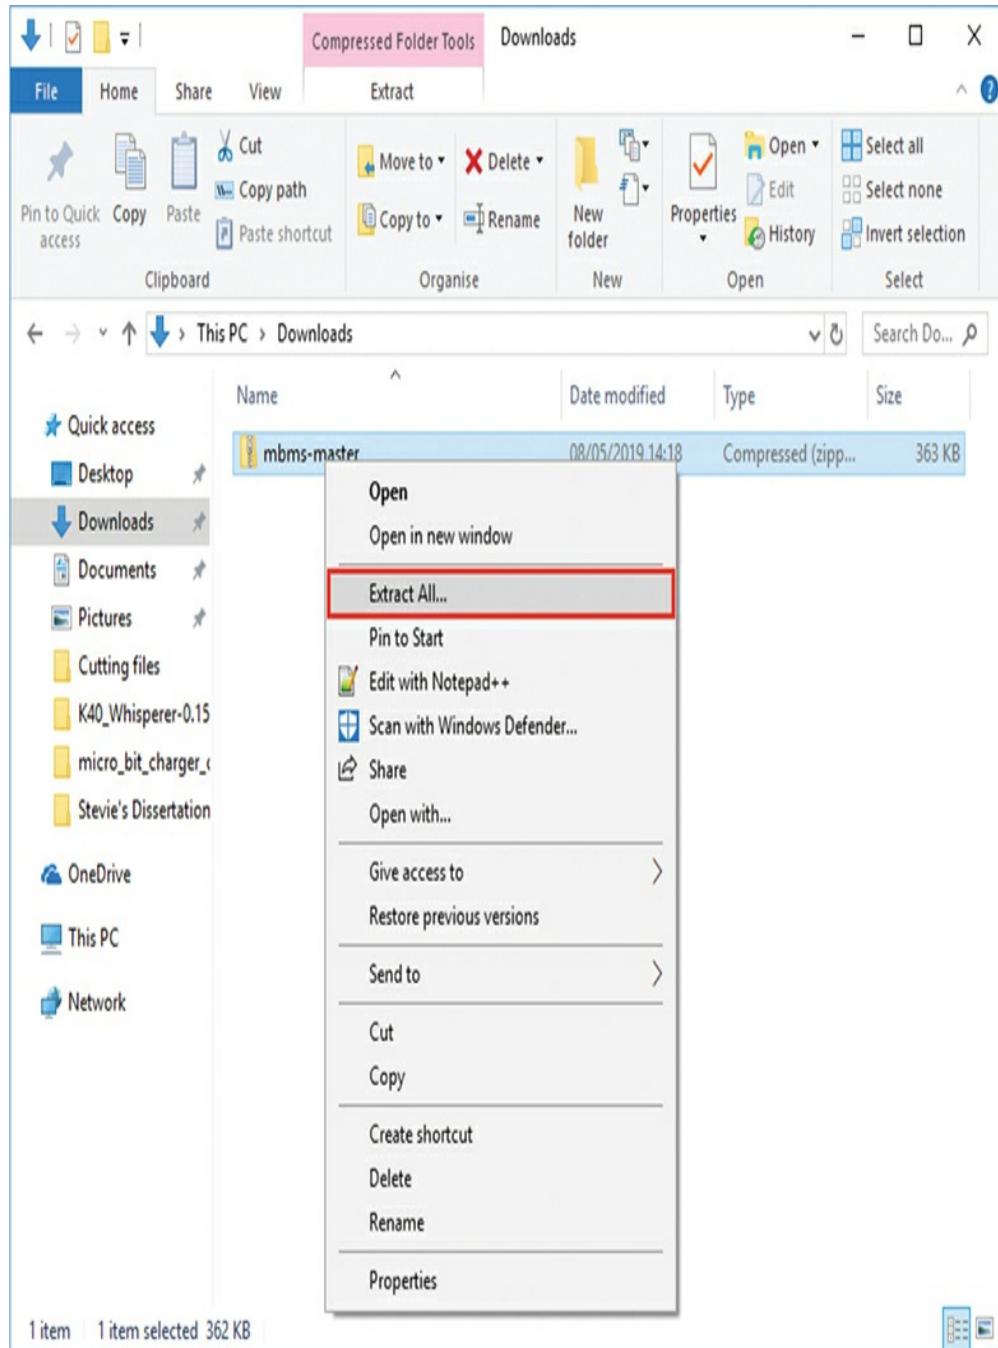 Compressed Folder Tools Downloads
File Home Share View Extract
Pin to Quick access
Copy
Paste
Cut
Copy path
Paste shortcut
Clipboard
Move to
Copy to
Delete
Rename
Organise
New folder
New
Properties
Open
Edit
History
Open
Select all
Select none
Invert selection
Select
This PC > Downloads
Search Do...
Name Date modified Type Size
mbms-master 08/05/2019 14:18 Compressed (zipp... 363 KB
Quick access
Desktop
Downloads
Documents
Pictures
Cutting files
K40_Whisperer-0.15
micro_bit_charger_c
Stevie's Dissertation
OneDrive
This PC
Network
Open
Open in new window
Extract All...
Pin to Start
Edit with Notepad++
Scan with Windows Defender...
Share
Open with...
Give access to
Restore previous versions
Send to
Cut
Copy
Create shortcut
Delete
Rename
Properties
1 item 1 item selected 362 KB